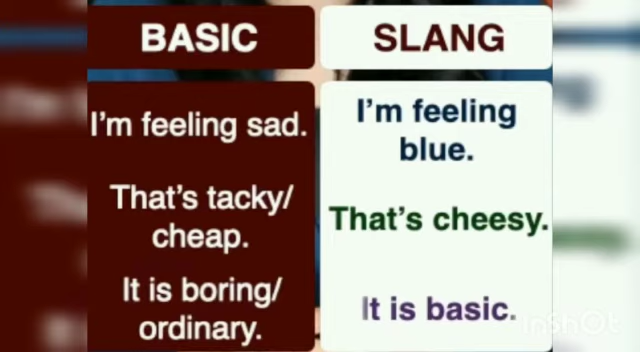 BASIC
SLANG
I'm feeling sad.
I'm feeling
blue.
That's tacky/
cheap.
That's cheesy.
It is boring/
ordinary.
It is basic.
InShOt